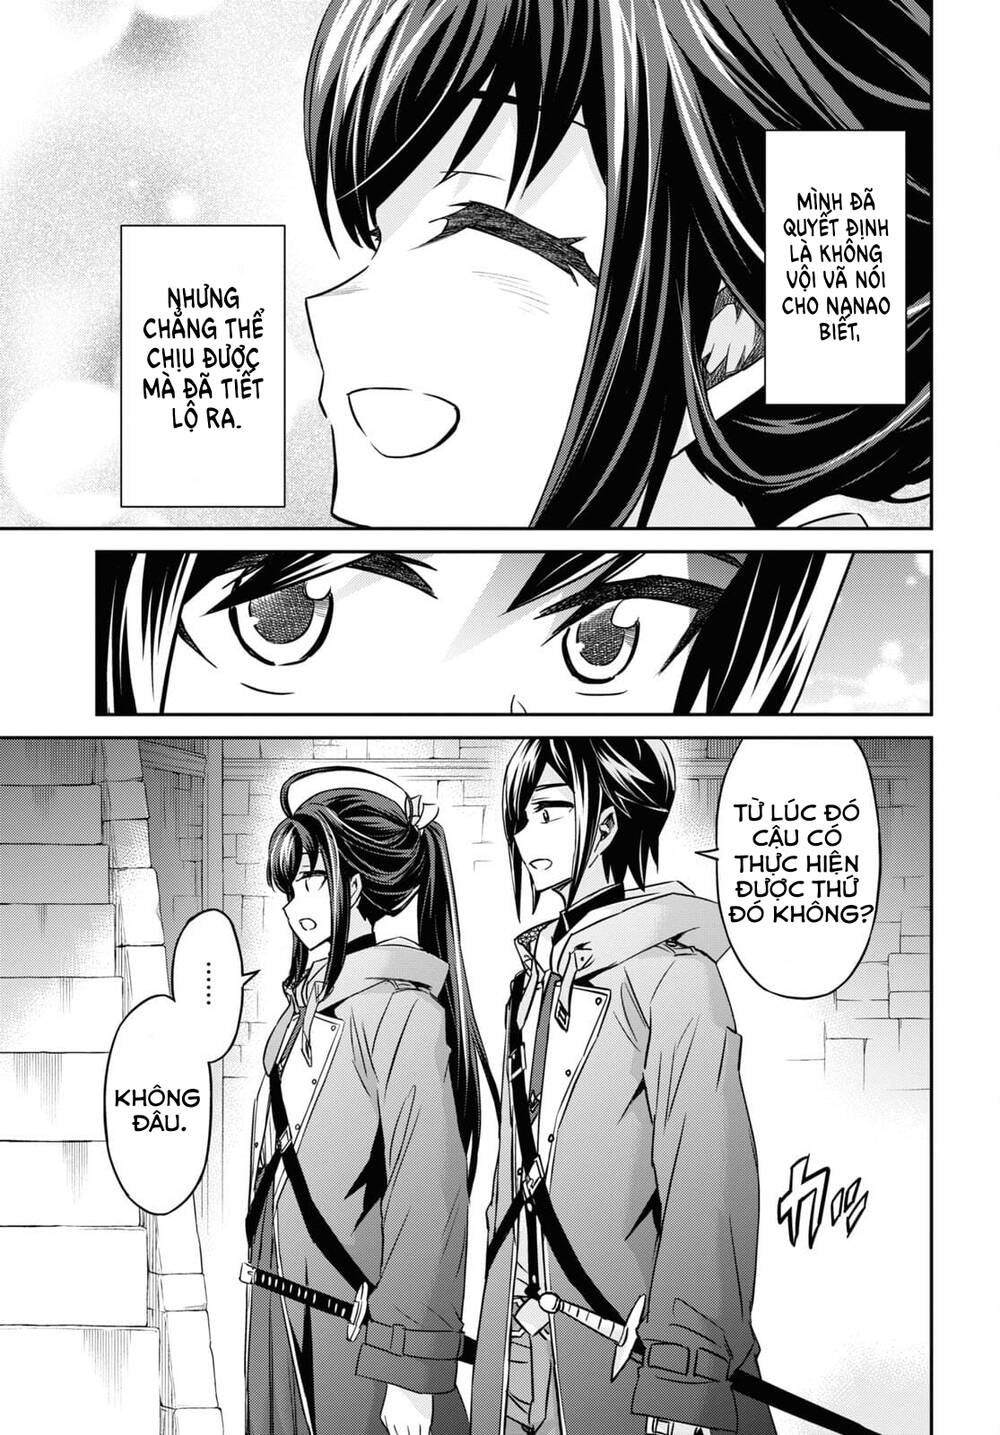 MÌNH ĐÃ
QUYẾT ĐỊNH
LÀ KHÔNG
VỘI VÃ NÓI
CHO NANAO
BIẾT,
NHƯNG
CHẲNG THỂ
CHỊU ĐƯỢC
MÀ ĐÃ TIẾT
LỘ RA.
TỪ LÚC ĐÓ
CẬU CÓ
THỰC HIỆN
ĐƯỢC THỨ
ĐÓ KHÔNG?
......
KHÔNG
ĐÂU.
カッ